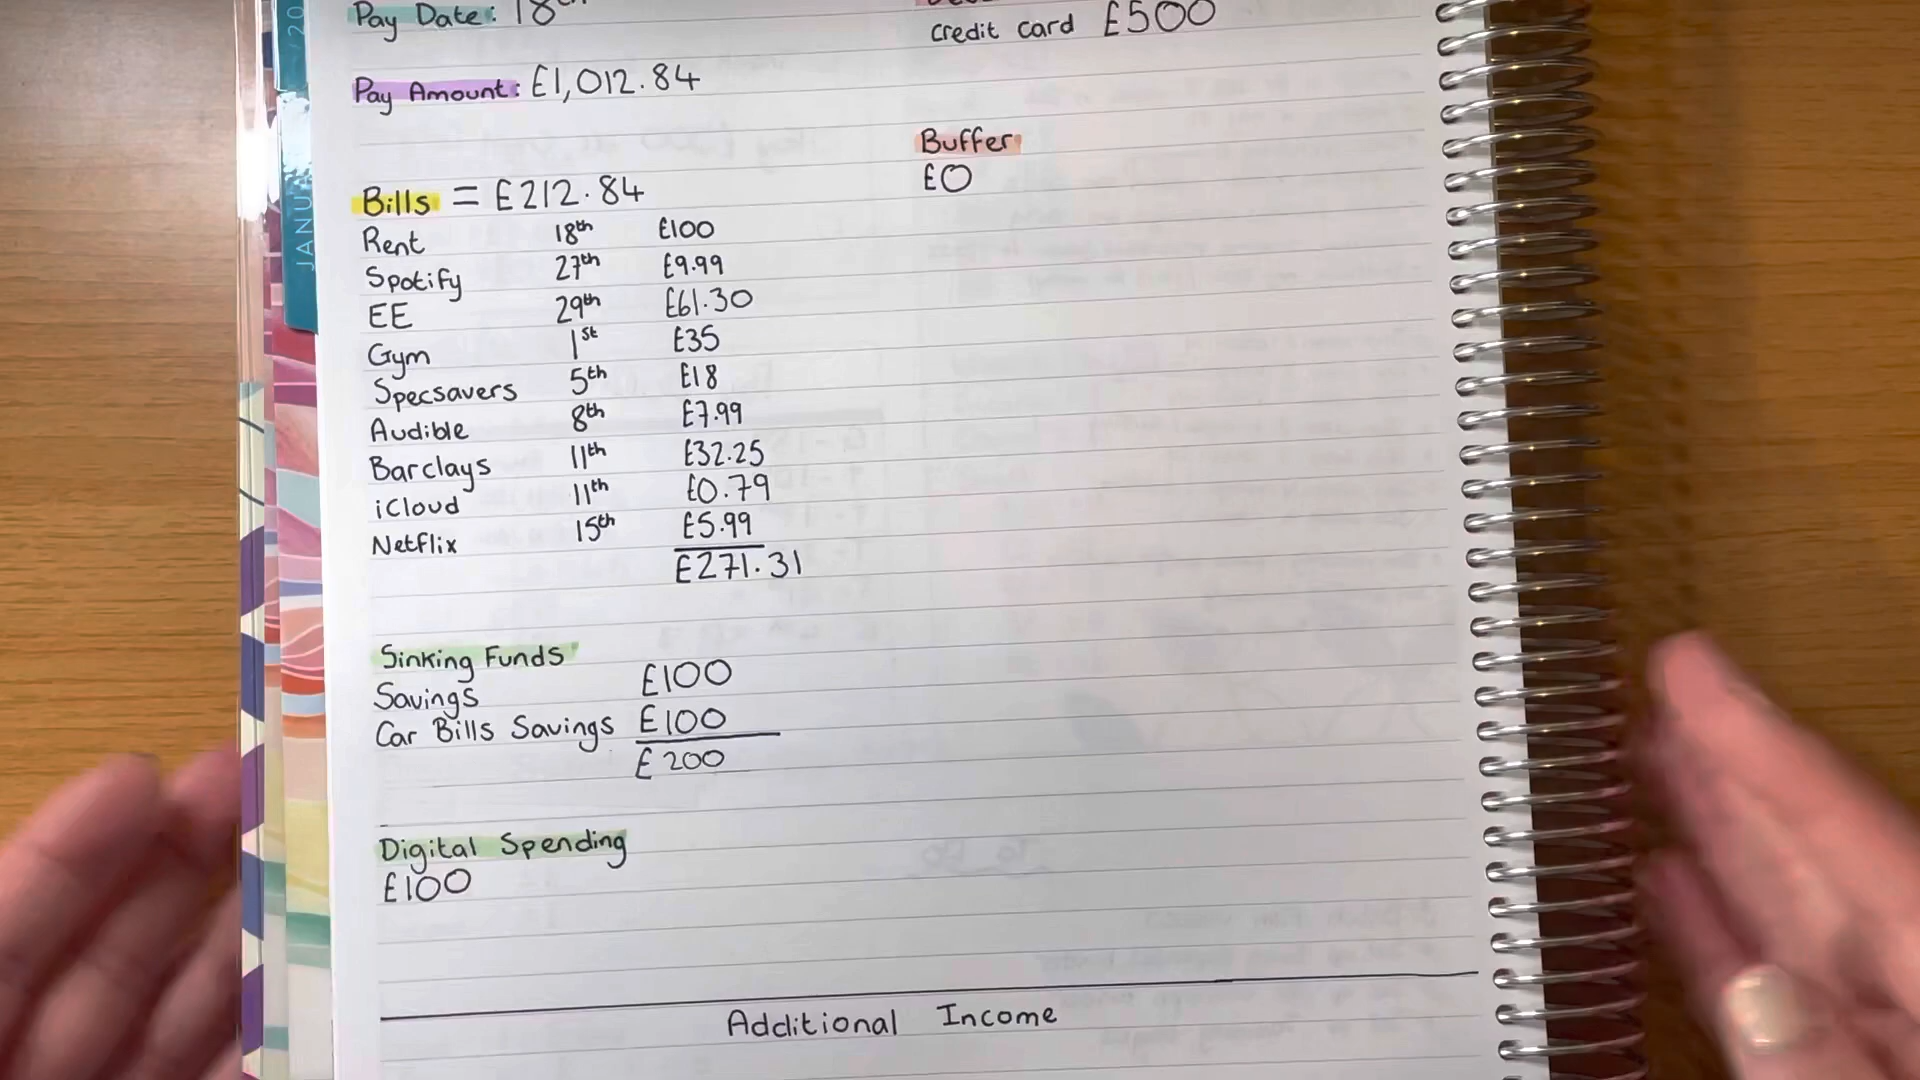 Pay Date: 18th
Pay Amount: £1,012.84
Bills = £212.84
Rent 18th £100
Spotify 27th £9.99
EE 29th £61.30
Gym 1st £35
Specsavers 5th £18
Audible 8th £7.99
Barclays 11th £32.25
iCloud 11th £0.79
Netflix 15th £5.99
£271.31
Sinking Funds
Savings £100
Car Bills Savings £100
£200
Digital Spending
£100
credit card £500
Buffer
£0
Additional Income